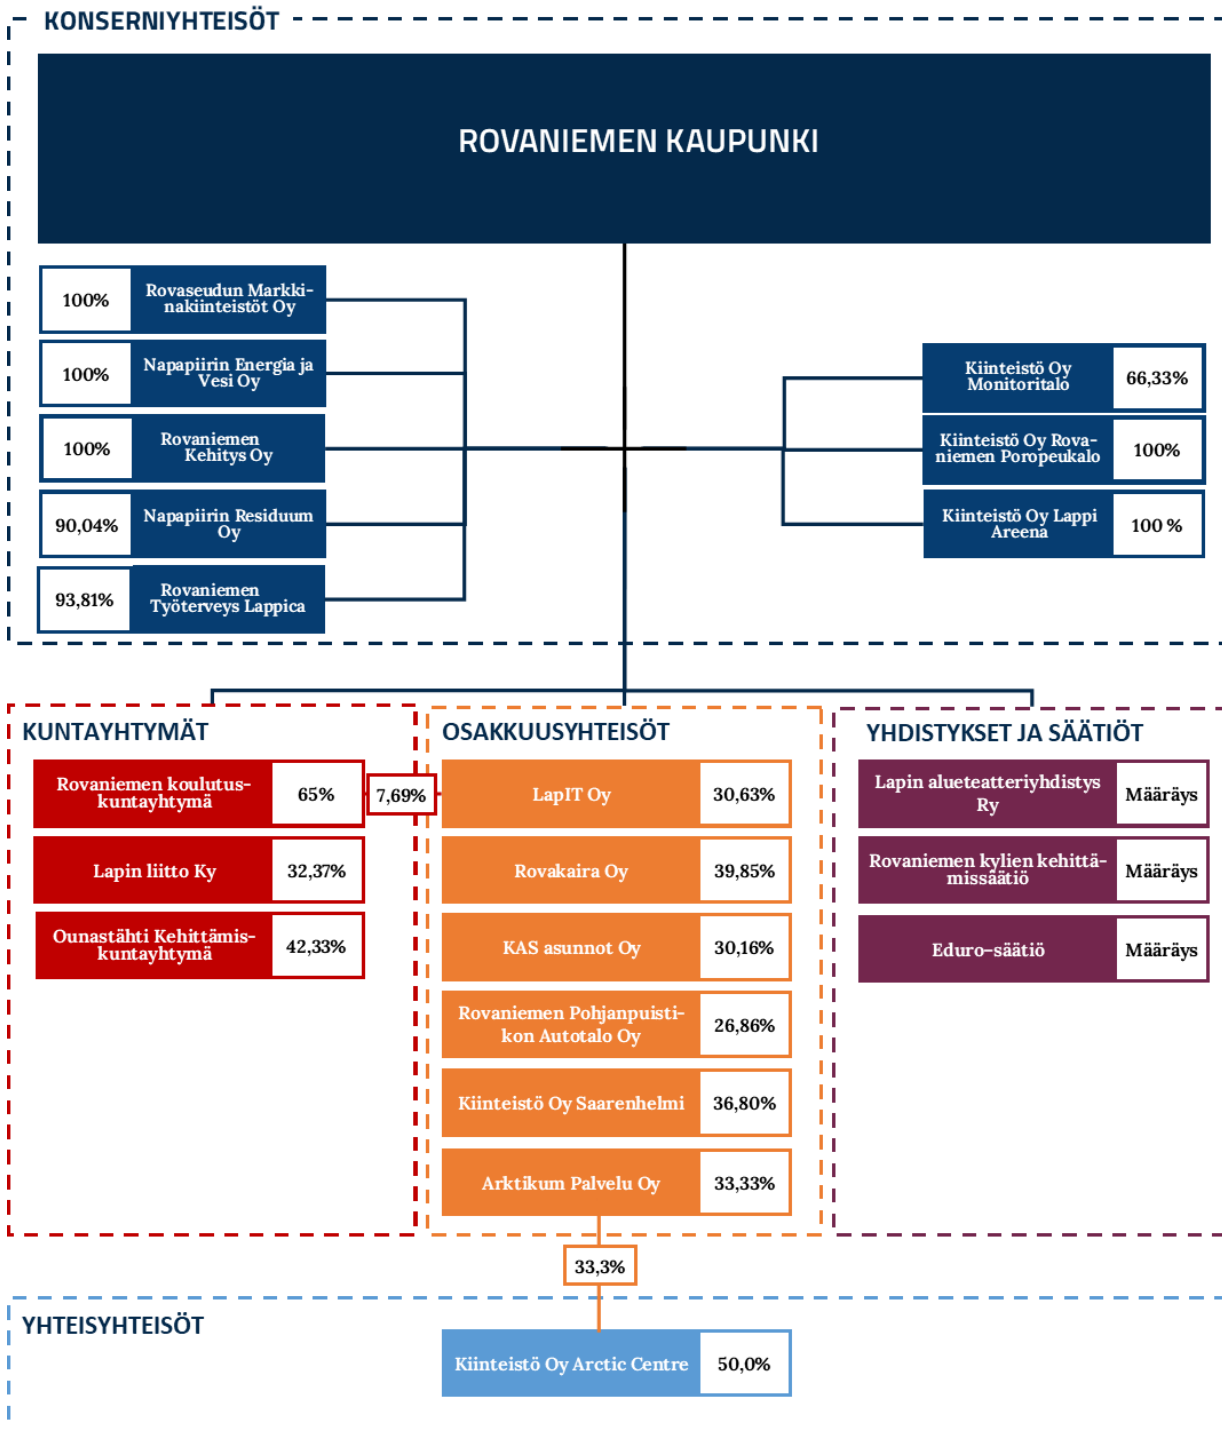 KONSERNIYHTEISÖT
ROVANIEMEN KAUPUNKI
100%
Rovaseudun Markki-
nakiinteistöt Oy
100%
Napapiirin Energia ja
Vesi Oy
100%
Rovaniemen
Kehitys Oy
90,04%
Napapiirin Residuum
Oy
93,81%
Rovaniemen
Työterveys Lappica
Kiinteistö Oy
Monitoritalo
66,33%
Kiinteistö Oy Rova-
niemen Poropeukalo
100%
Kiinteistö Oy Lappi
Areena
100 %
KUNTAYHTYMÄT
Rovaniemen koulutus-
kuntayhtymä
65%
7,69%
Lapin liitto Ky
32,37%
Ounastähti Kehittämis-
kuntayhtymä
42,33%
OSAKKUUSYHTEISÖT
LapIT Oy
30,63%
Rovakaira Oy
39,85%
KAS asunnot Oy
30,16%
Rovaniemen Pohjanpuisti-
kon Autotalo Oy
26,86%
Kiinteistö Oy Saarenhelmi
36,80%
Arktikum Palvelu Oy
33,33%
33,3%
YHDISTYKSET JA SÄÄTIÖT
Lapin alueteatteriyhdistys
Ry
Määräys
Rovaniemen kylien kehittä-
missäätiö
Määräys
Eduro-säätiö
Määräys
YHTEISYHTEISÖT
Kiinteistö Oy Arctic Centre
50,0%